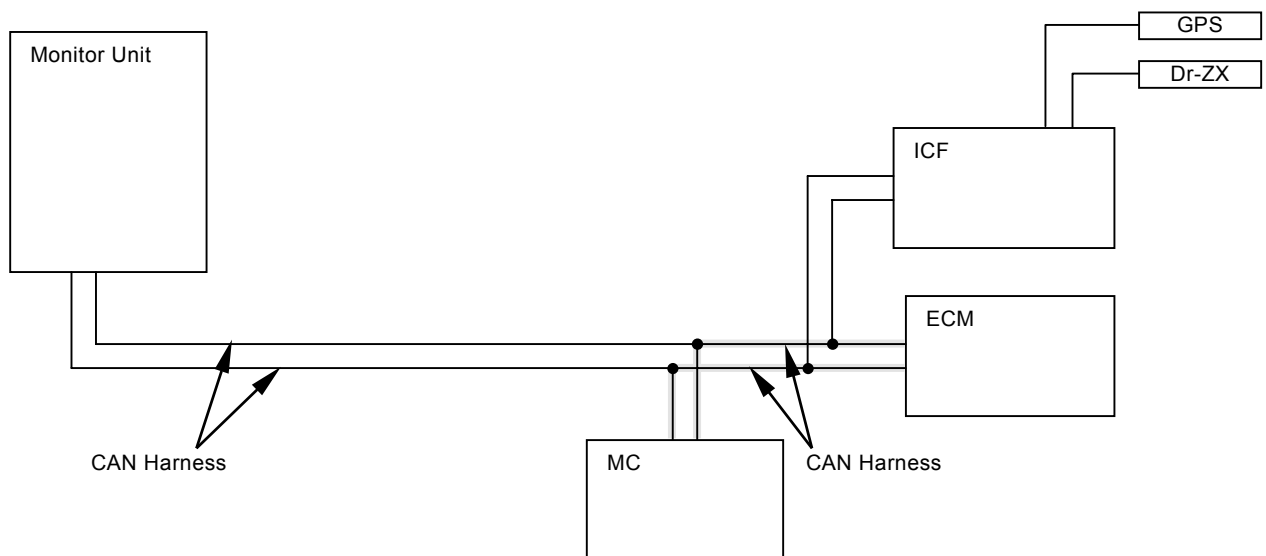 GPS
Monitor Unit
Dr-ZX
ICF
ECM
CAN Harness
MC
CAN Harness